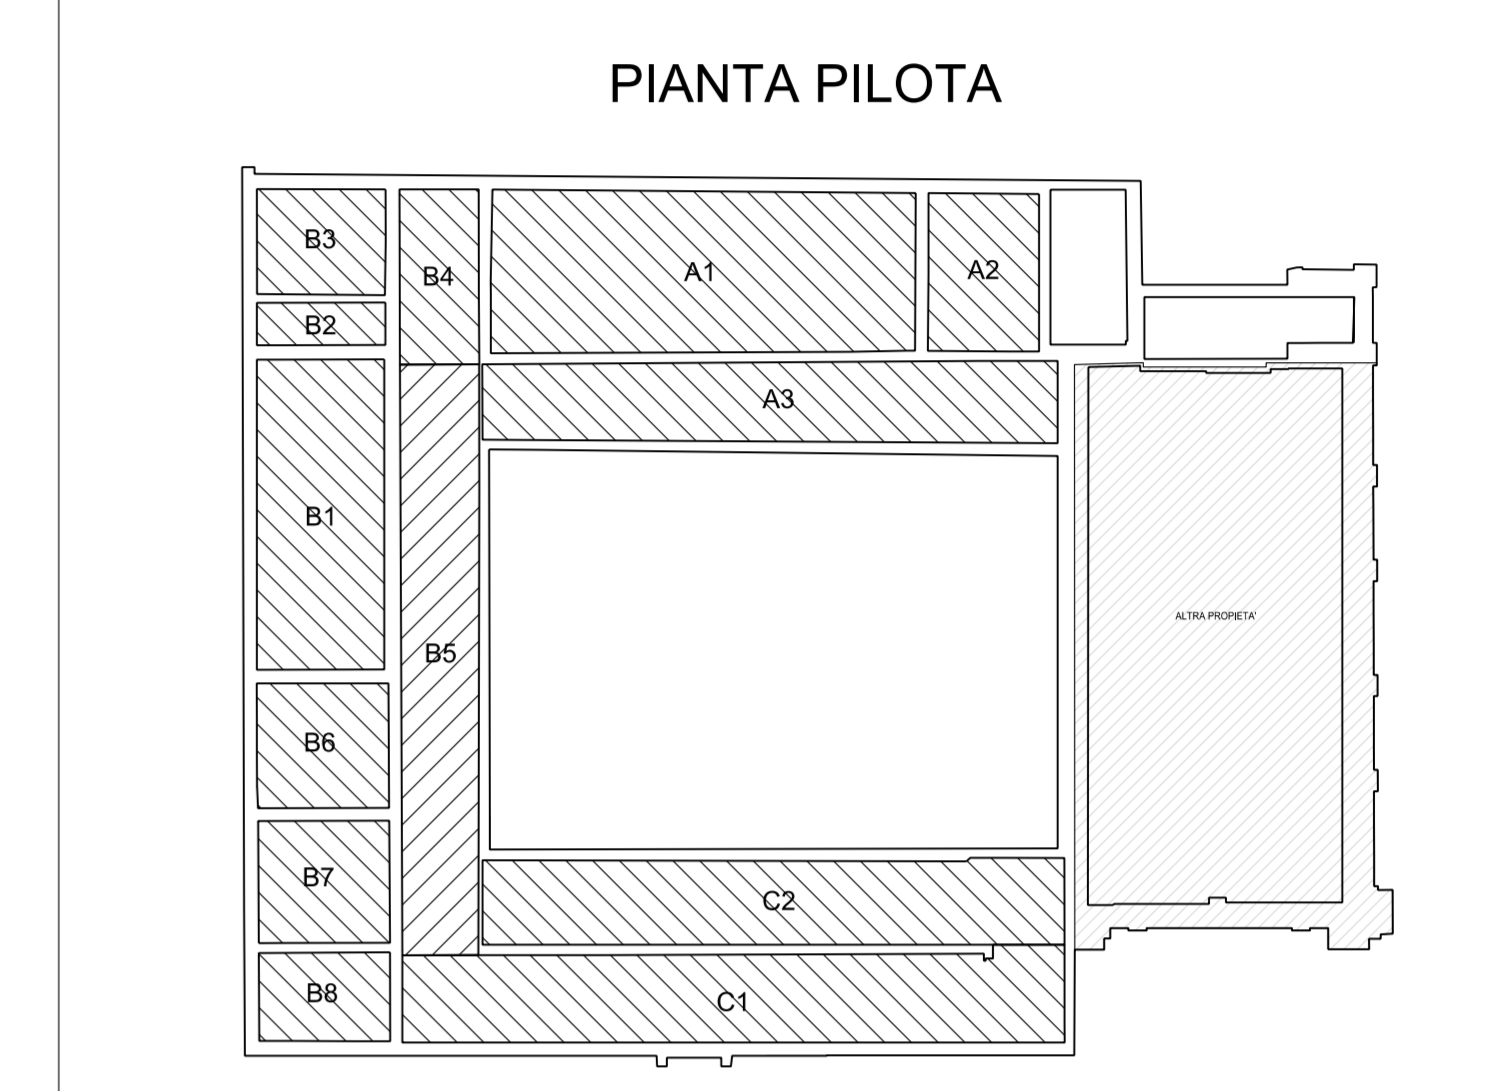 PIANTA PILOTA
B3
B4
A1
A2
B2
A3
B1
ALTRA PROPIETA'
B5
B6
B7
C2
B8
C1